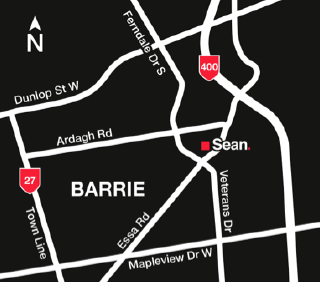 N
Ferndale Dr S
400
Dunlop St W
Ardagh Rd
Sean.
27
BARRIE
Town Line
Essa Rd
Veterans Dr
Mapleview Dr W